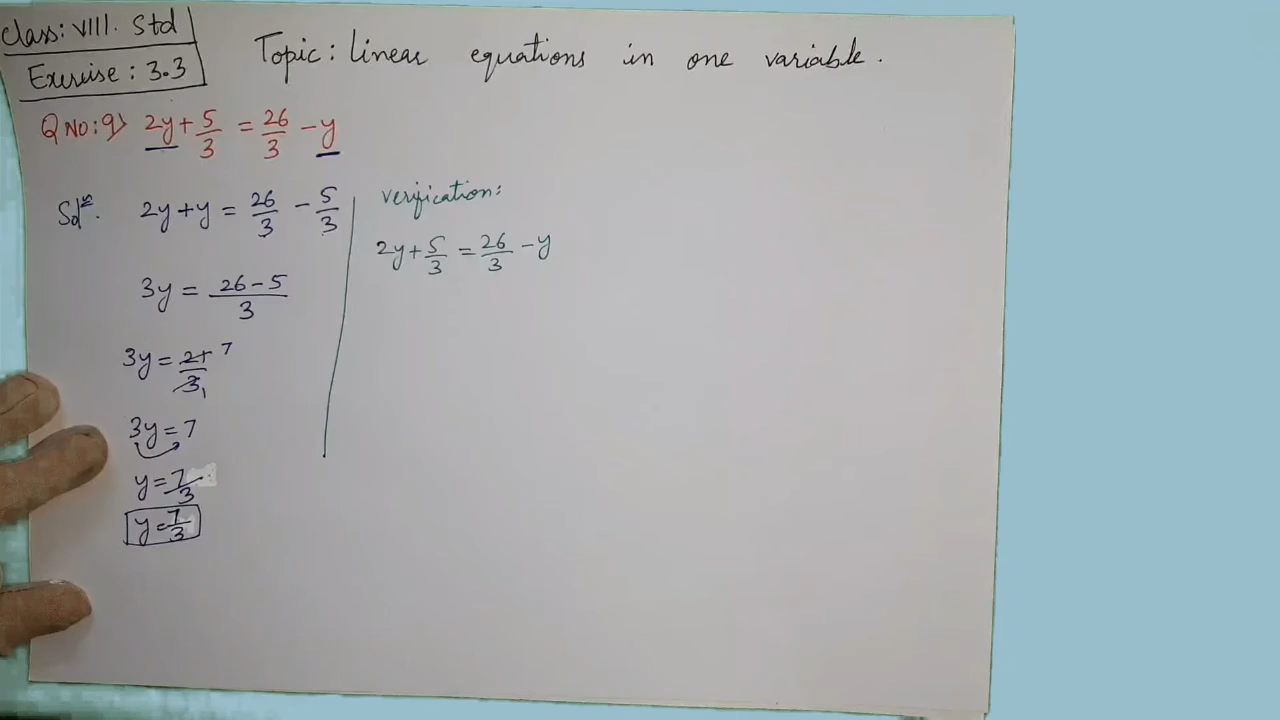 Class: VIII. Std
Exercise: 3.3
Topic: linear equations in one variable.
Q NO: 9) 2y + 5/3 = 26/3 - y
Solⁿ. 2y + y = 26/3 - 5/3
3y = 26 - 5 / 3
3y = 21/3 7 1
3y = 7
y = 7/3
y = 7/3
verification:
2y + 5/3 = 26/3 - y